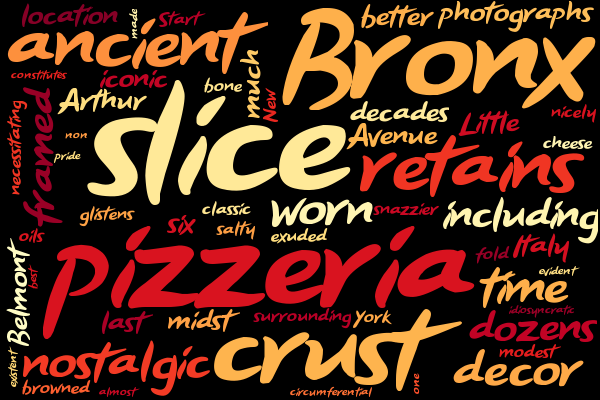 location
made
Start
better photographs
ancient
Bronx
constitutes
iconic
bone
much
New
Arthur
decades
Little
nicely
necessitating
framed
non
pride
slice
Avenue
cheese
retains
glistens
classic
worn
snazzier
including
six
salty
exuded
oils
pizzeria
fold
Italy
Belmont
best
time
evident
idiosyncratic
last
midst
surrounding
York
dozens
nostalgic
crust
modest
decor
existent
browned
almost
circumferential
one